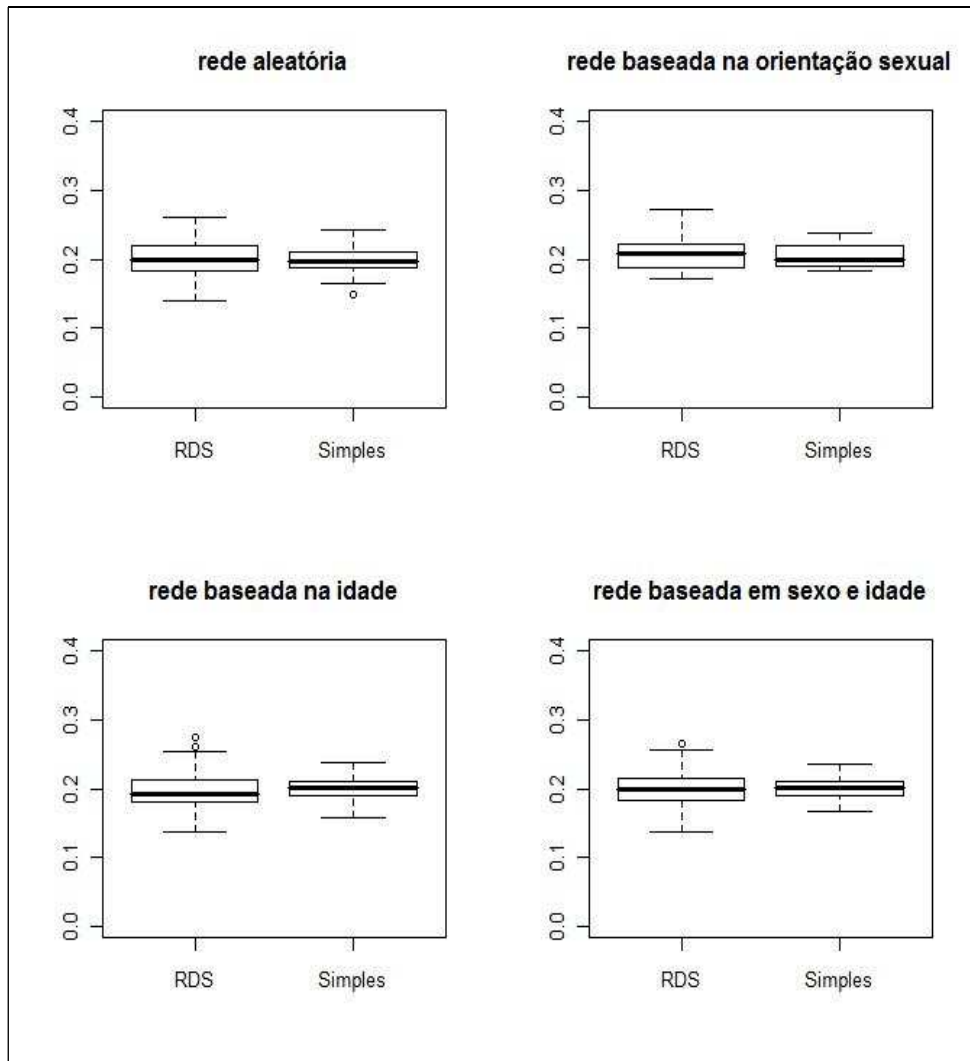 rede aleatória
0.4
0.3
0.2
0.1
0.0
RDS Simples
rede baseada na orientação sexual
0.4
0.3
0.2
0.1
0.0
RDS Simples
rede baseada na idade
0.4
0.3
0.2
0.1
0.0
RDS Simples
rede baseada em sexo e idade
0.4
0.3
0.2
0.1
0.0
RDS Simples